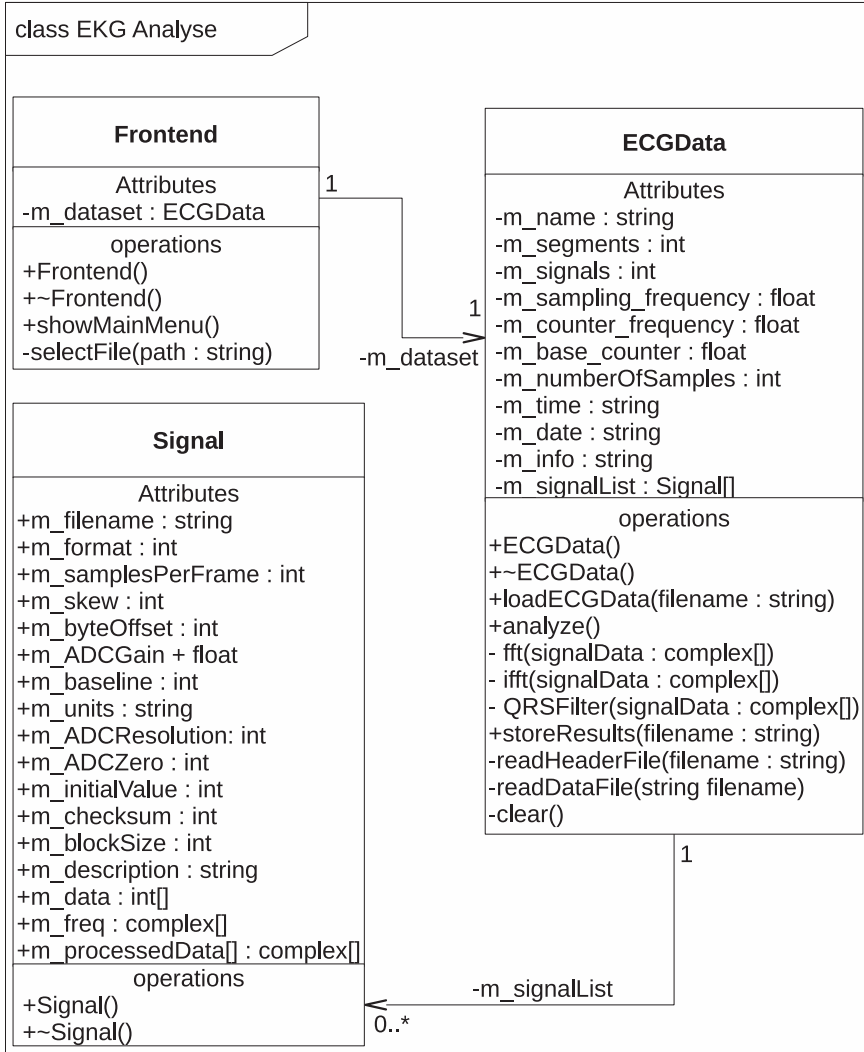 class EKG Analyse
Frontend
Attributes
-m_dataset : ECGData
operations
+Frontend()
+~Frontend()
+showMainMenu()
-selectFile(path : string)
1
1
-m_dataset
ECGData
Attributes
-m_name : string
-m_segments : int
-m_signals : int
-m_sampling_frequency : float
-m_counter_frequency : float
-m_base_counter : float
-m_numberOfSamples : int
-m_time : string
-m_date : string
-m_info : string
-m_signalList : Signal[]
operations
+ECGData()
+~ECGData()
+loadECGData(filename : string)
+analyze()
- fft(signalData : complex[])
- ifft(signalData : complex[])
- QRSFilter(signalData : complex[])
+storeResults(filename : string)
-readHeaderFile(filename : string)
-readDataFile(string filename)
-clear()
1
-m_signalList
0..*
Signal
Attributes
+m_filename : string
+m_format : int
+m_samplesPerFrame : int
+m_skew : int
+m_byteOffset : int
+m_ADCGain + float
+m_baseline : int
+m_units : string
+m_ADCResolution: int
+m_ADCZero : int
+m_initialValue : int
+m_checksum : int
+m_blockSize : int
+m_description : string
+m_data : int[]
+m_freq : complex[]
+m_processedData[] : complex[]
operations
+Signal()
+~Signal()